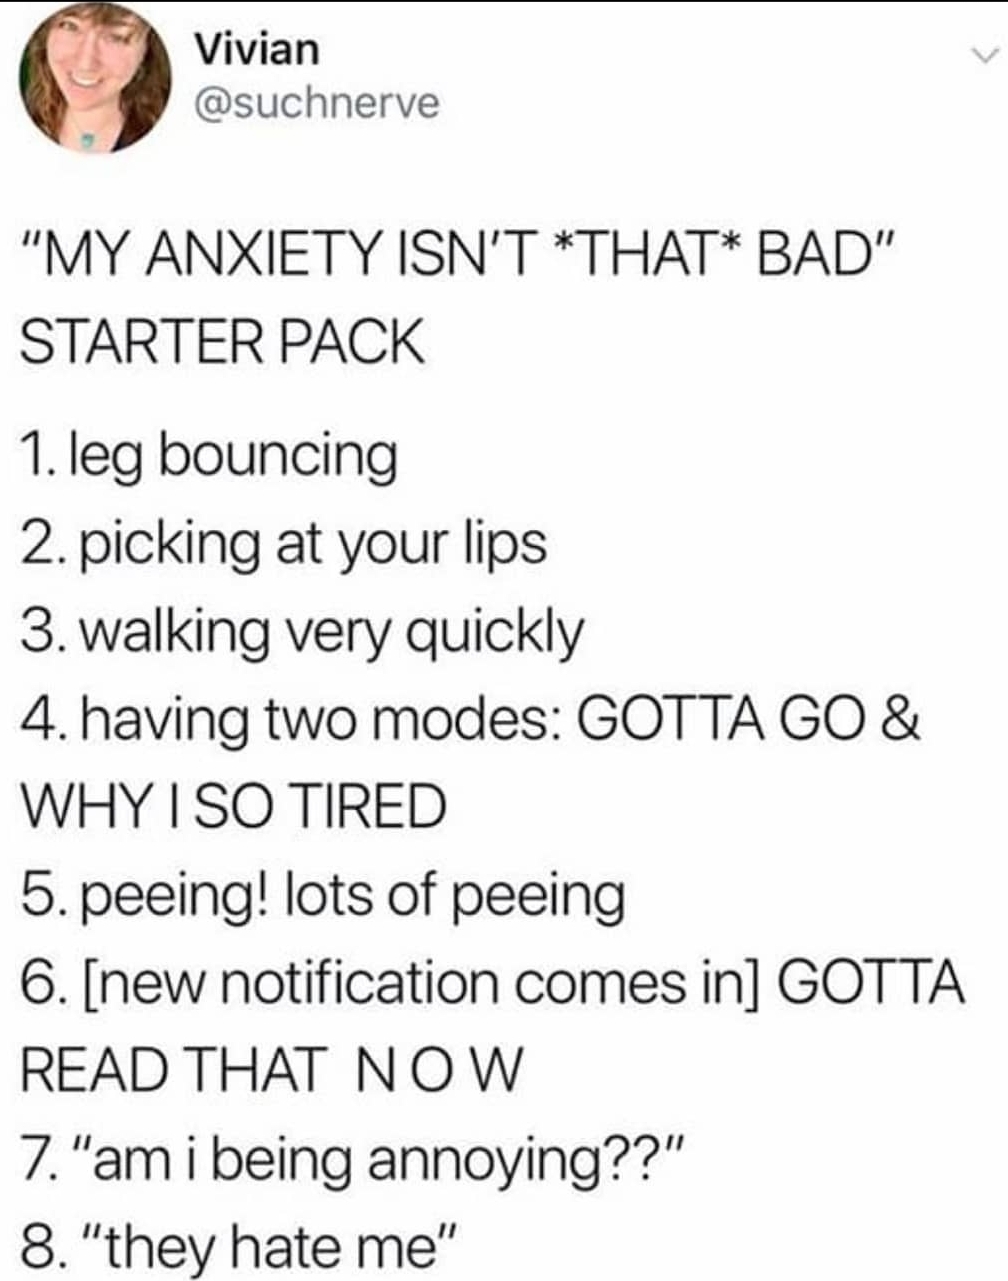 Vivian
@suchnerve
"MY ANXIETY ISN'T *THAT* BAD"
STARTER PACK
1. leg bouncing
2. picking at your lips
3. walking very quickly
4. having two modes: GOTTA GO &
WHY I SO TIRED
5. peeing! lots of peeing
6. [new notification comes in] GOTTA
READ THAT N O W
7. "am i being annoying??"
8. "they hate me"